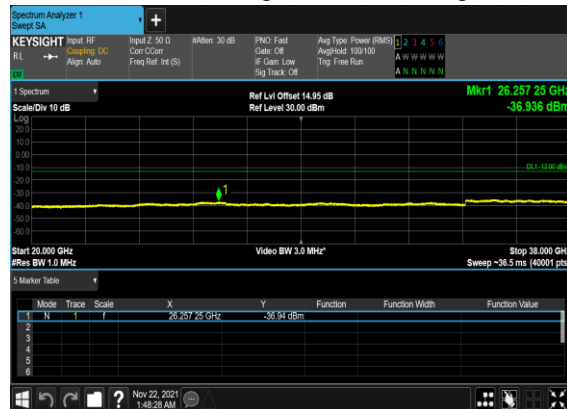 Spectrum Analyzer 1
Swept SA
+
KEYSIGHT
RL
Input: RF
Coupling: DC
Align: Auto
Input Z: 50 Ω
Corr CCorr
Freq Ref: Int (S)
#Atten: 30 dB
PNO: Fast
Gate: Off
IF Gain: Low
Sig Track: Off
Avg Type: Power (RMS)
Avg|Hold: 100/100
Trig: Free Run
1 2 3 4 5 6
A W W W W W
A N N N N N
1 Spectrum
Scale/Div 10 dB
Ref Lvl Offset 14.95 dB
Ref Level 30.00 dBm
Mkr1 26.257 25 GHz
-36.936 dBm
Log
20.0
10.0
0.00
-10.0
-20.0
-30.0
-40.0
-50.0
-60.0
DL1 -13.00 dBm
1
Start 20.000 GHz
#Res BW 1.0 MHz
Video BW 3.0 MHz*
Stop 38.000 GHz
Sweep ~36.5 ms (40001 pts)
5 Marker Table
Mode Trace Scale X Y Function Function Width Function Value
1 N 1 f 26.257 25 GHz -36.94 dBm
2
3
4
5
6
?
Nov 22, 2021
1:48:28 AM